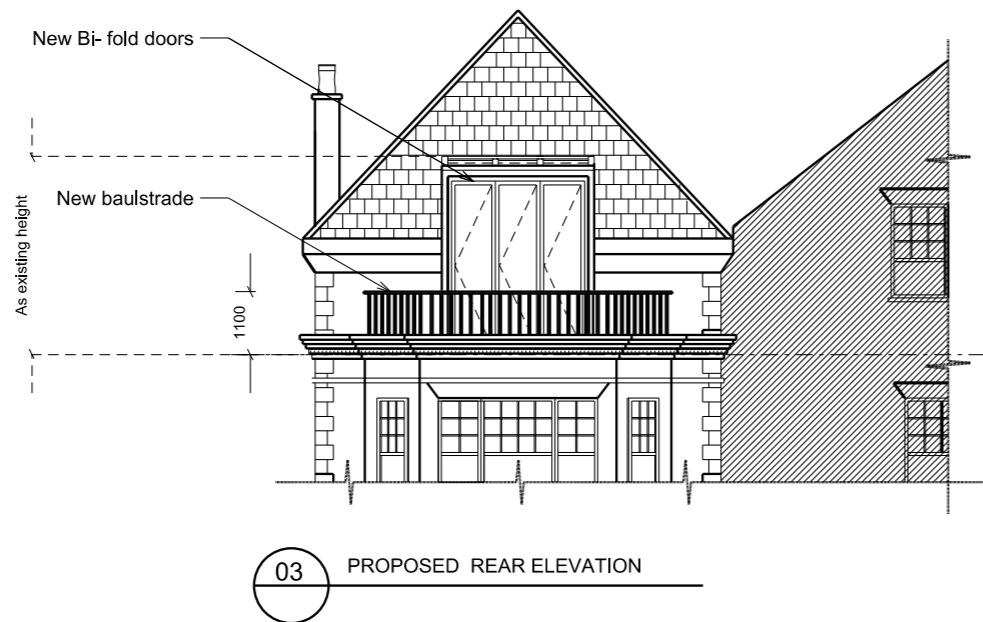 New Bi- fold doors
New baulstrade
As existing height
1100
03
PROPOSED REAR ELEVATION